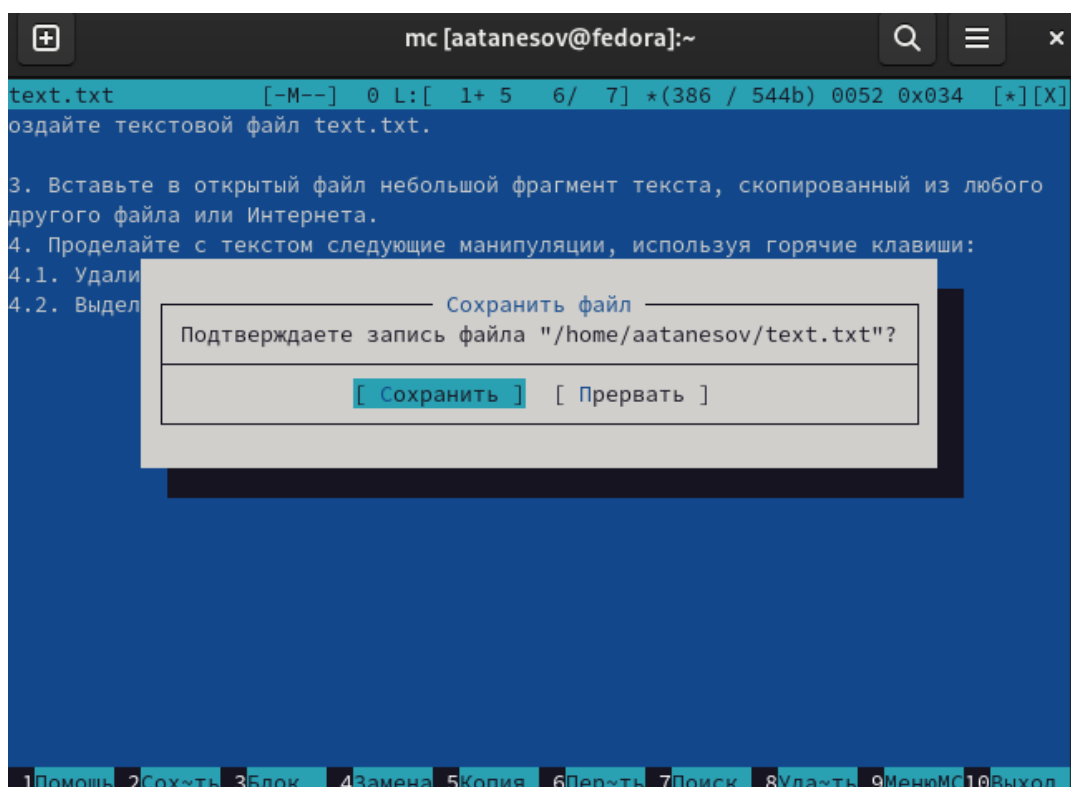 mc [aatanesov@fedora]:~
text.txt [-M--] 0 L:[ 1+ 5 6/ 7] *(386 / 544b) 0052 0x034 [*][X]
оздайте текстовой файл text.txt.
3. Вставьте в открытый файл небольшой фрагмент текста, скопированный из любого
другого файла или Интернета.
4. Проделайте с текстом следующие манипуляции, используя горячие клавиши:
4.1. Удали
4.2. Выдел
Сохранить файл
Подтверждаете запись файла "/home/aatanesov/text.txt"?
[ Сохранить ] [ Прервать ]
1Помощь 2Сох~ть 3Блок 4Замена 5Копия 6Пер~ть 7Поиск 8Уда~ть 9МенюMC 10Выход